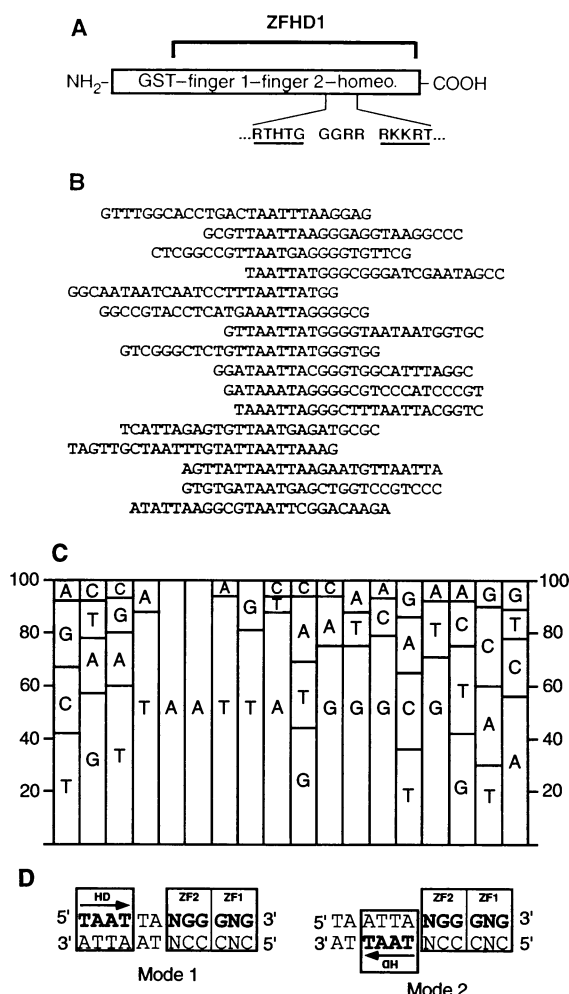 A
ZFHD1
NH2- GST–finger 1–finger 2–homeo. -COOH
...RTHTG GGRR RKKRT...
B
GTTTGGCACCTGACTAATTTAAGGAG
GCGTTAATTAAGGGAGGTAAGGCCC
CTCGGCCGTTAATGAGGGGTGTTCG
TAATTATGGGCGGGATCGAATAGCC
GGCAATAATCAATCCTTTAATTATGG
GGCCGTACCTCATGAAATTAGGGGCG
GTTAATTATGGGGTAATAATGGTGC
GTCGGGCTCTGTTAATTATGGGTGG
GGATAATTACGGGTGGCATTTAGGC
GATAAATAGGGGCGTCCCATCCCGT
TAAATTAGGGCTTTAATTACGGTC
TCATTAGAGTGTTAATGAGATGCGC
TAGTTGCTAATTTGTATTAATTAAAG
AGTTATTAATTAAGAATGTTAATTA
GTGTGATAATGAGCTGGTCCGTCCC
ATATTAAGGCGTAATTCGGACAAGA
C
100 A C C A C C C A A A G G 100
A A G
G G T
80 G T A A T C T C T 80
A A A C C
60 C T T 60
T A A T T A G G G C G
40 A 40
G T A
G
20 T G 20
T T
D
HD ZF2 ZF1
5' TAAT TA NGG GNG 3'
3' ATTA AT NCC CNC 5'
Mode 1
ZF2 ZF1
5' TA ATTA NGG GNG 3'
3' AT TAAT NCC CNC 5'
HD
Mode 2